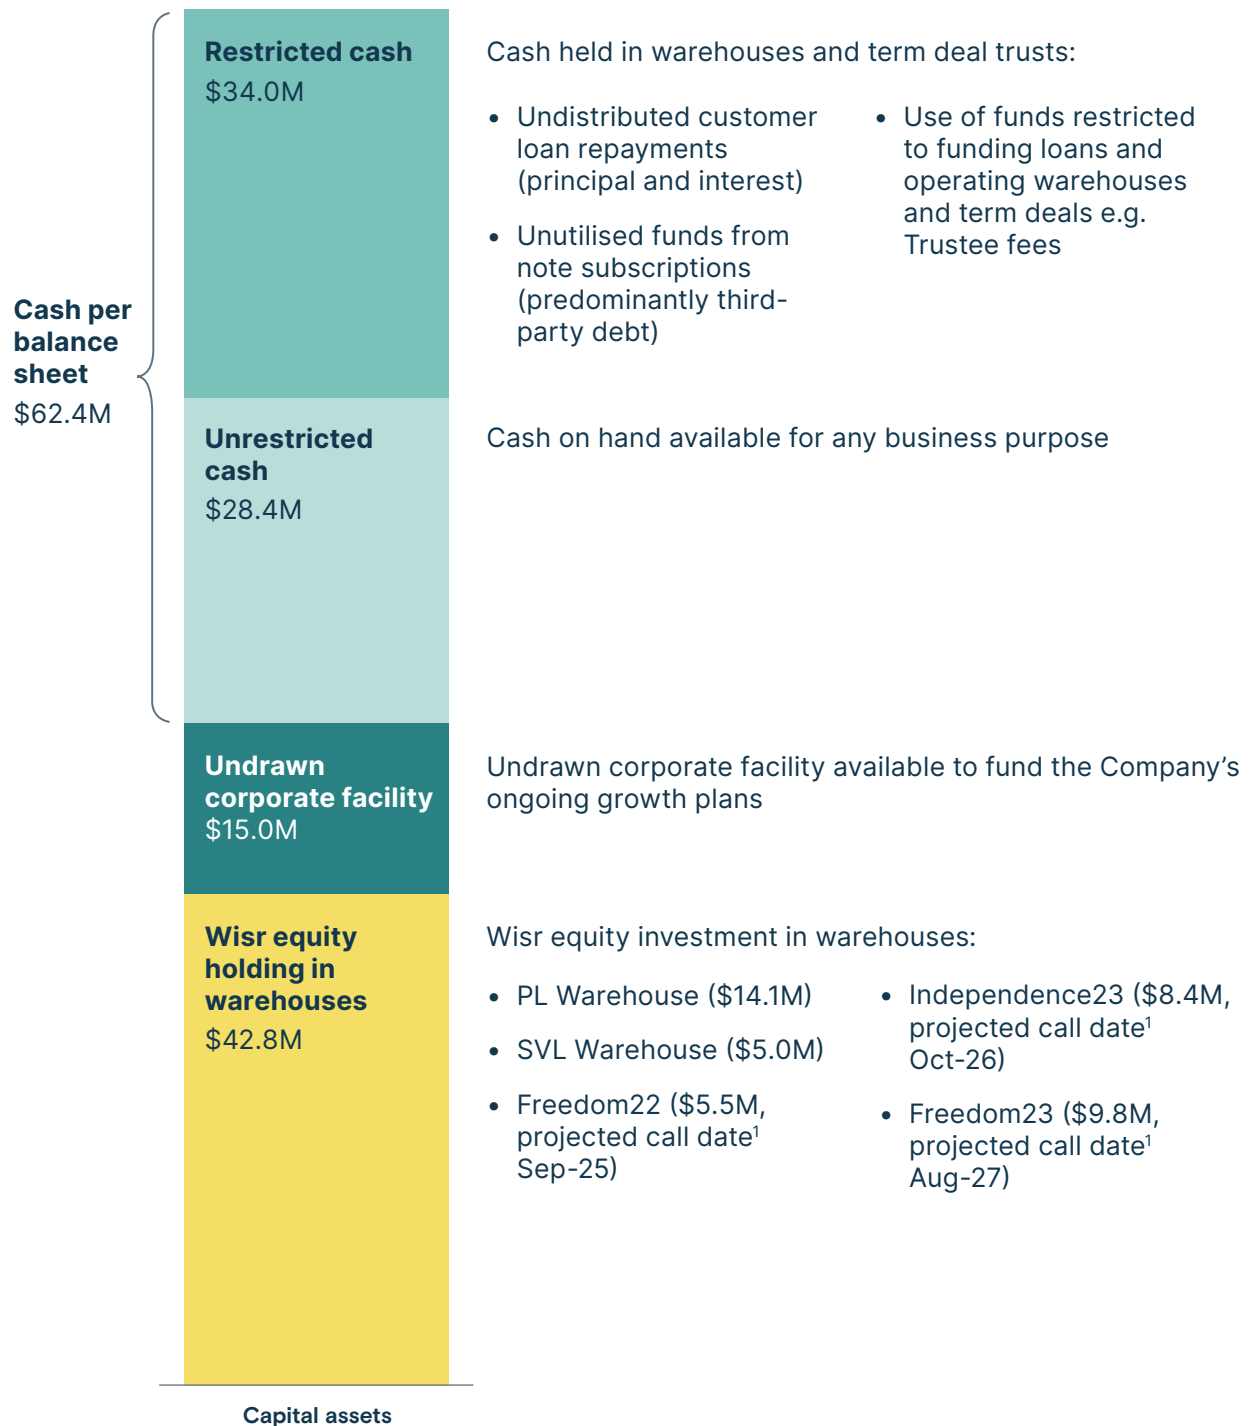 Cash per
balance
sheet
$62.4M
Restricted cash
$34.0M
Cash held in warehouses and term deal trusts:
• Undistributed customer
loan repayments
(principal and interest)
• Unutilised funds from
note subscriptions
(predominantly third-
party debt)
• Use of funds restricted
to funding loans and
operating warehouses
and term deals e.g.
Trustee fees
Unrestricted
cash
$28.4M
Cash on hand available for any business purpose
Undrawn
corporate facility
$15.0M
Undrawn corporate facility available to fund the Company’s
ongoing growth plans
Wisr equity
holding in
warehouses
$42.8M
Wisr equity investment in warehouses:
• PL Warehouse ($14.1M)
• SVL Warehouse ($5.0M)
• Freedom22 ($5.5M,
projected call date¹
Sep-25)
• Independence23 ($8.4M,
projected call date¹
Oct-26)
• Freedom23 ($9.8M,
projected call date¹
Aug-27)
Capital assets